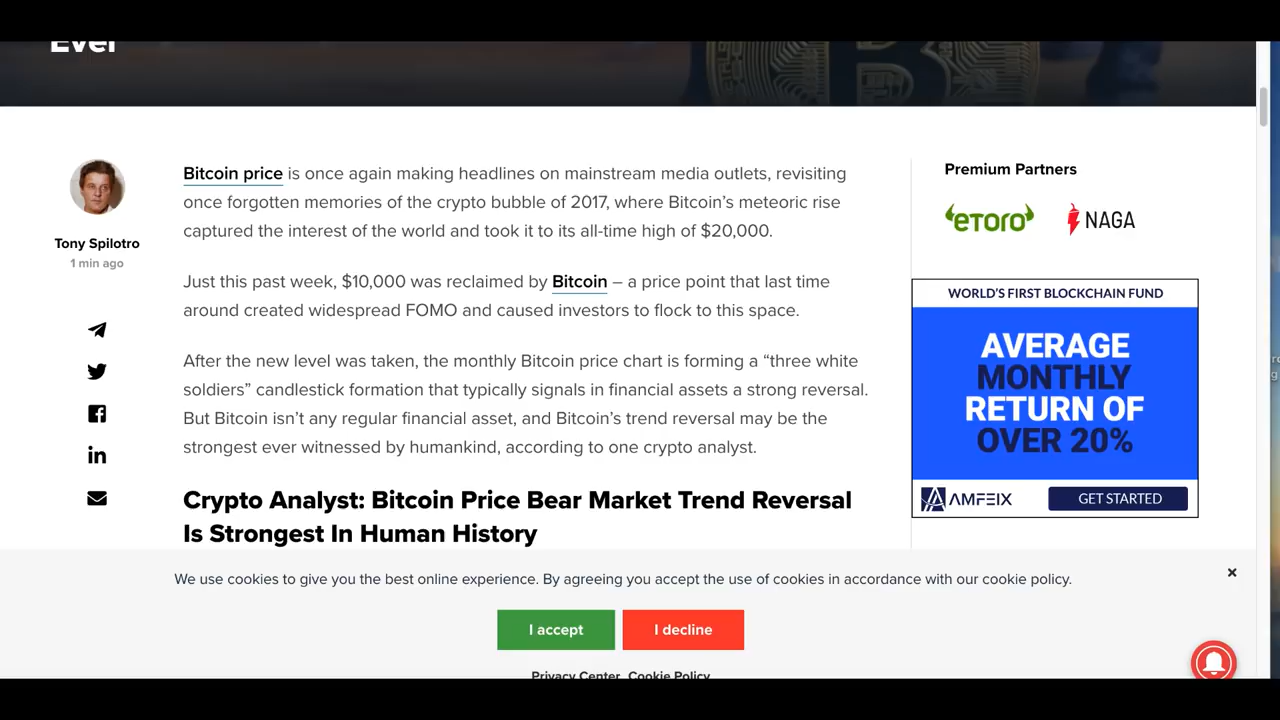 Ever
Tony Spilotro
1 min ago
Bitcoin price is once again making headlines on mainstream media outlets, revisiting
once forgotten memories of the crypto bubble of 2017, where Bitcoin’s meteoric rise
captured the interest of the world and took it to its all-time high of $20,000.
Just this past week, $10,000 was reclaimed by Bitcoin – a price point that last time
around created widespread FOMO and caused investors to flock to this space.
After the new level was taken, the monthly Bitcoin price chart is forming a “three white
soldiers” candlestick formation that typically signals in financial assets a strong reversal.
But Bitcoin isn’t any regular financial asset, and Bitcoin’s trend reversal may be the
strongest ever witnessed by humankind, according to one crypto analyst.
Crypto Analyst: Bitcoin Price Bear Market Trend Reversal
Is Strongest In Human History
Premium Partners
eToro NAGA
WORLD'S FIRST BLOCKCHAIN FUND
AVERAGE
MONTHLY
RETURN OF
OVER 20%
AMFEIX GET STARTED
We use cookies to give you the best online experience. By agreeing you accept the use of cookies in accordance with our cookie policy.
I accept I decline
Privacy Center Cookie Policy